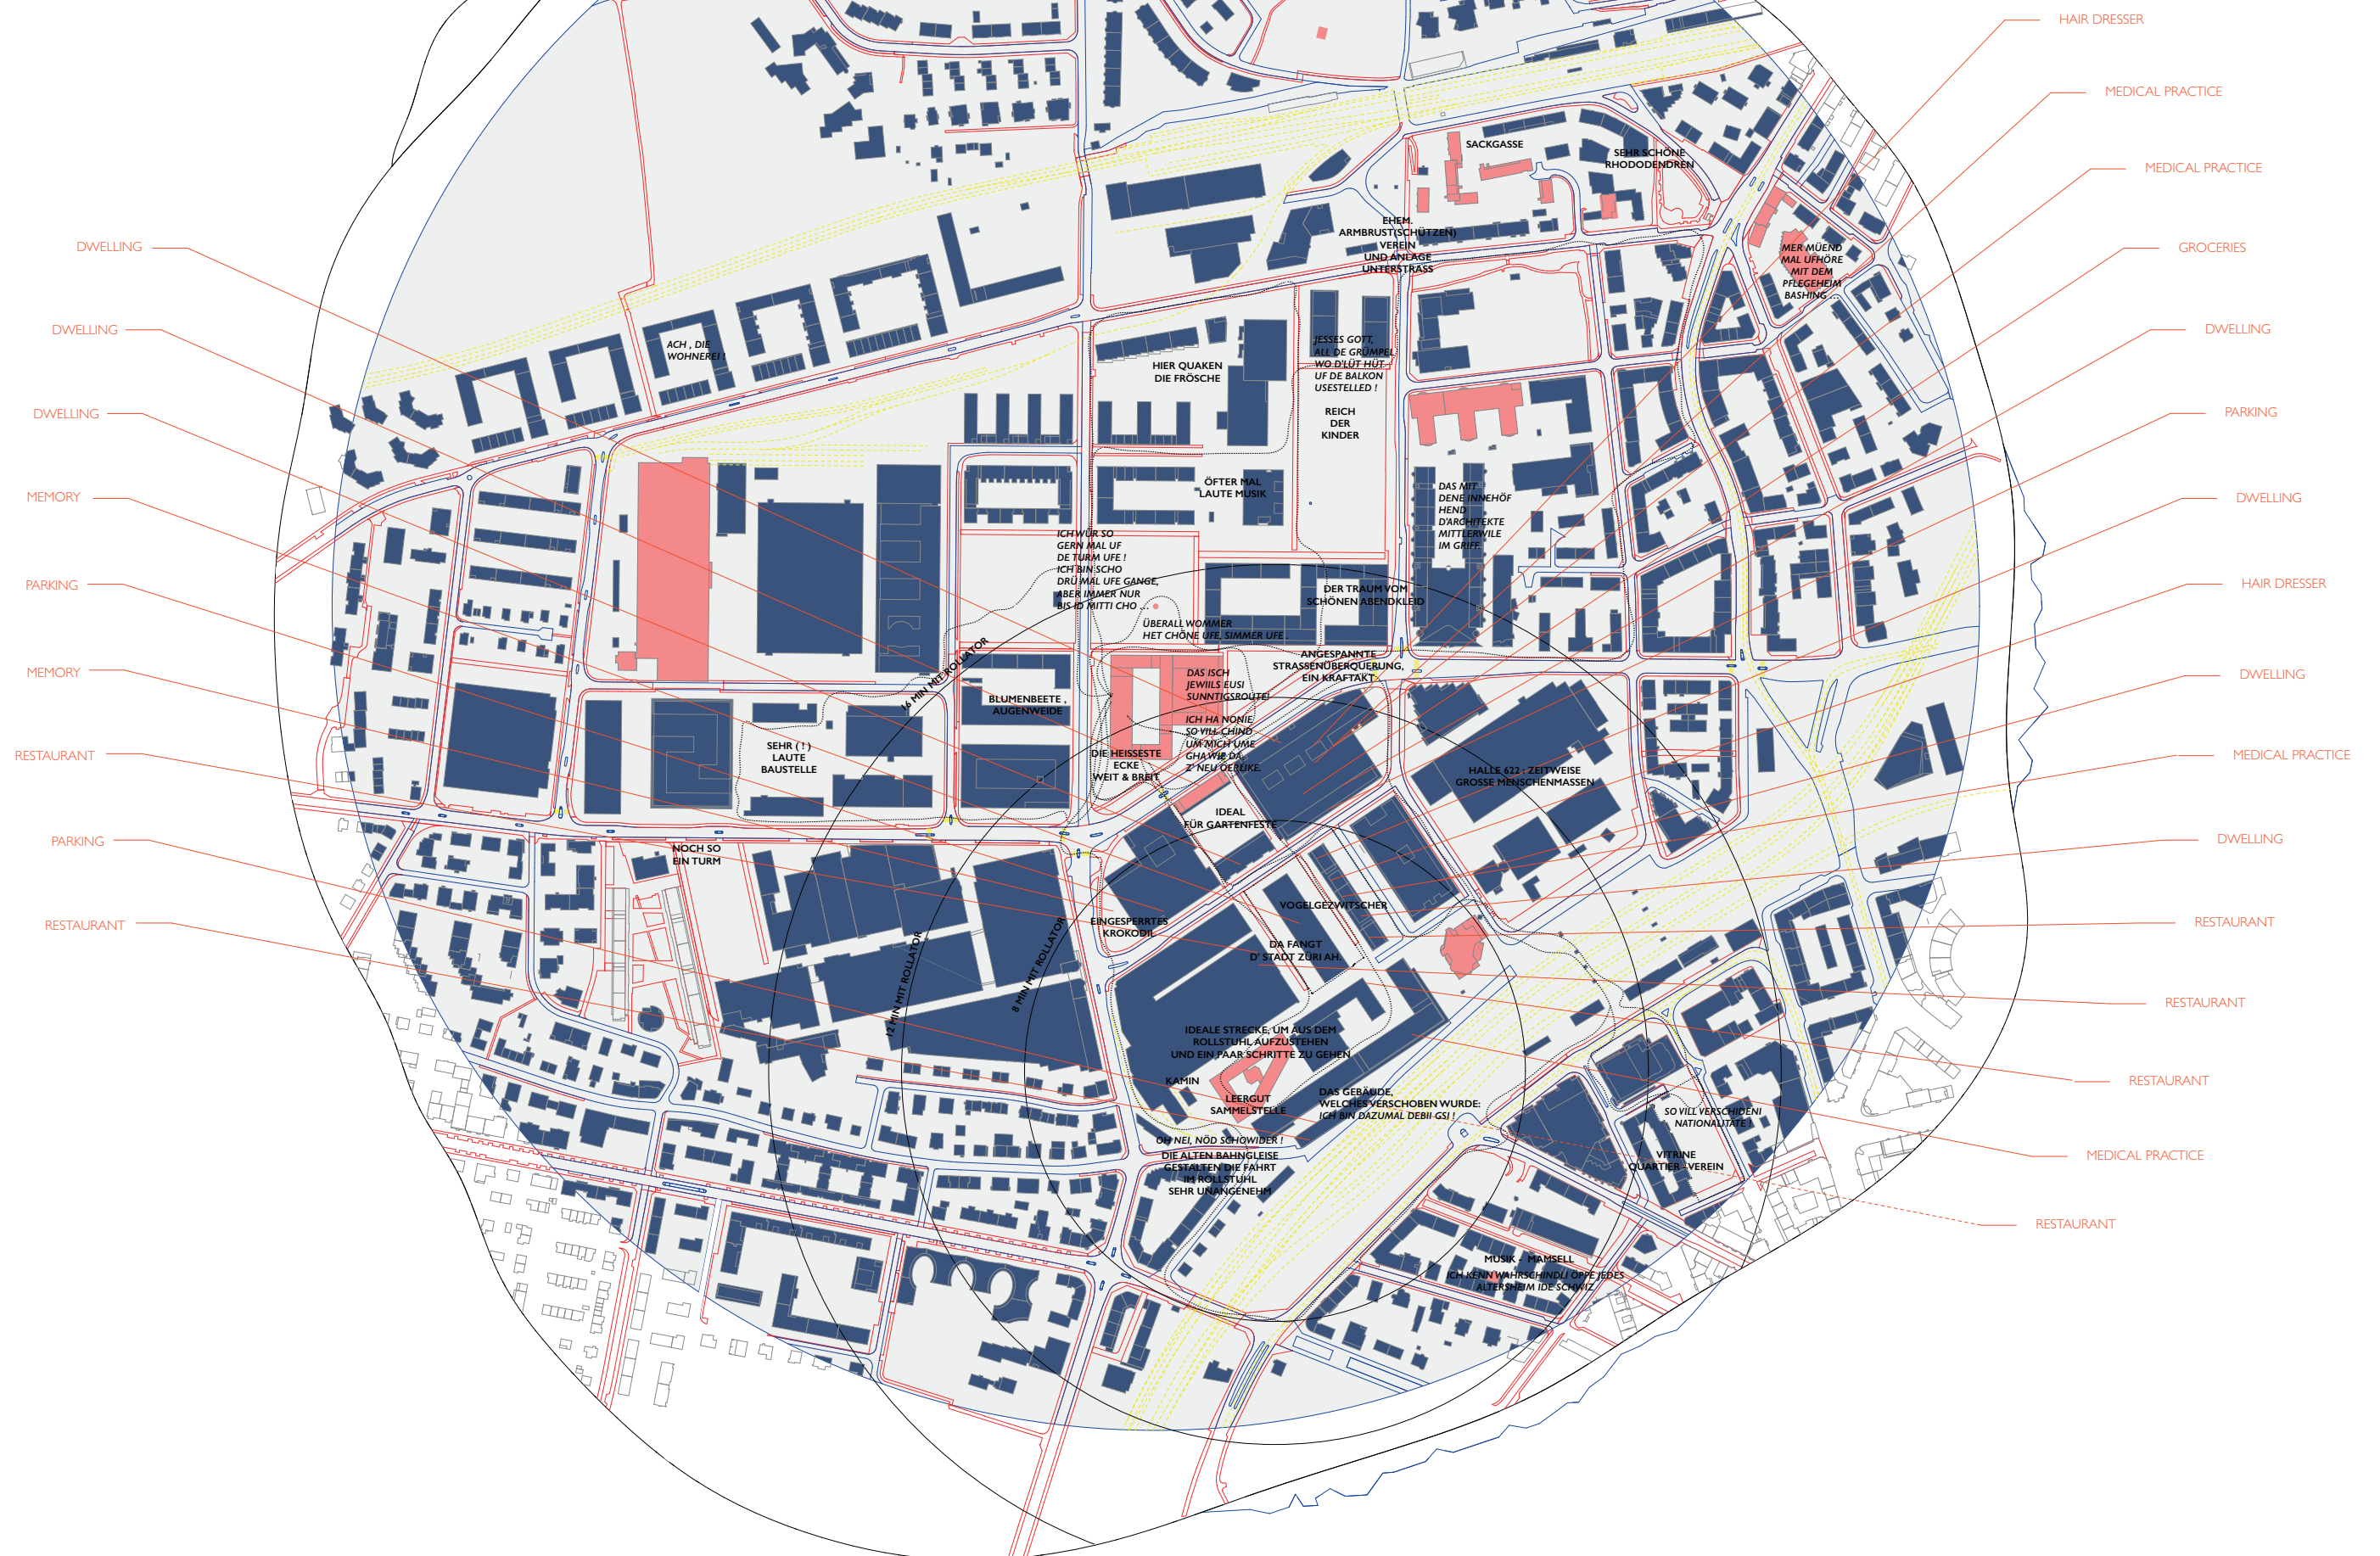 HAIR DRESSER
MEDICAL PRACTICE
MEDICAL PRACTICE
GROCERIES
DWELLING
PARKING
DWELLING
HAIR DRESSER
DWELLING
MEDICAL PRACTICE
DWELLING
RESTAURANT
RESTAURANT
RESTAURANT
MEDICAL PRACTICE
RESTAURANT
DWELLING
DWELLING
DWELLING
MEMORY
PARKING
MEMORY
RESTAURANT
PARKING
RESTAURANT
SACKGASSE
SEHR SCHÖNE
RHODODENDREN
EHEM.
ARMBRUST(SCHÜTZEN)
VEREIN
UND ANLAGE
UNTERSTRASS
MER MÜEND
MAL UFHÖRE
MIT DEM
PFLEGEHEIM
BASHING ...
ACH , DIE
WOHNEREI !
HIER QUAKEN
DIE FRÖSCHE
JESSES GOTT,
ALL DE GRÜMPEL
WO D'LÜT HÜT
UF DE BALKON
USESTELLED !
REICH
DER
KINDER
ÖFTER MAL
LAUTE MUSIK
DAS MIT
DENE INNEHÖF
HEND
D'ARCHITEKTE
MITTLERWILE
IM GRIFF.
ICH WÜR SO
GERN MAL UF
DE TURM UFE !
ICH BIN SCHO
DRÜ MAL UFE GANGE,
ABER IMMER NUR
BIS ID MITTI CHO ...
DER TRAUM VOM
SCHÖNEN ABENDKLEID
ÜBERALL WOMMER
HET CHÖNE UFE, SIMMER UFE .
ANGESPANNTE
STRASSENÜBERQUERUNG,
EIN KRAFTAKT
16 MIN MIT ROLLATOR
DAS ISCH
JEWIILS EUSI
SUNNTIGSROUTE!
BLUMENBEETE ,
AUGENWEIDE
ICH HA NONIE
SO VILL CHIND
UM MICH UME
GHA WIE DA,
Z' NEU OERLIKE.
SEHR ( ! )
LAUTE
BAUSTELLE
DIE HEISSESTE
ECKE
WEIT & BREIT
HALLE 622 : ZEITWEISE
GROSSE MENSCHENMASSEN
IDEAL
FÜR GARTENFESTE
NOCH SO
EIN TURM
VOGELGEZWITSCHER
EINGESPERRTES
KROKODIL
DA FANGT
D' STADT ZÜRI AH.
12 MIN MIT ROLLATOR
8 MIN MIT ROLLATOR
IDEALE STRECKE, UM AUS DEM
ROLLSTUHL AUFZUSTEHEN
UND EIN PAAR SCHRITTE ZU GEHEN
KAMIN
LEERGUT
SAMMELSTELLE
DAS GEBÄUDE,
WELCHES VERSCHOBEN WURDE:
ICH BIN DAZUMAL DEBII GSI !
SO VILL VERSCHIDENI
NATIONALITÄTE !
OH NEI, NÖD SCHOWIDER !
DIE ALTEN BAHNGLEISE
GESTALTEN DIE FAHRT
IM ROLLSTUHL
SEHR UNANGENEHM
VITRINE
QUARTIER - VEREIN
MUSIK - MAMSELL
ICH KENN WAHRSCHINDLI ÖPPE JEDES
ALTERSHEIM IDE SCHWIZ.